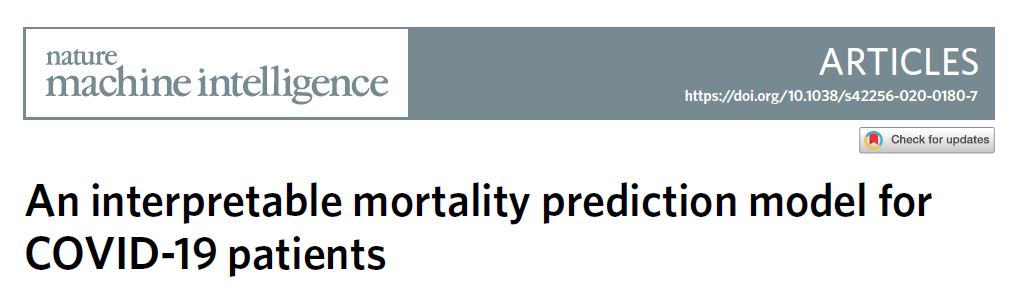 nature
machine intelligence
ARTICLES
https://doi.org/10.1038/s42256-020-0180-7
Check for updates
An interpretable mortality prediction model for
COVID-19 patients